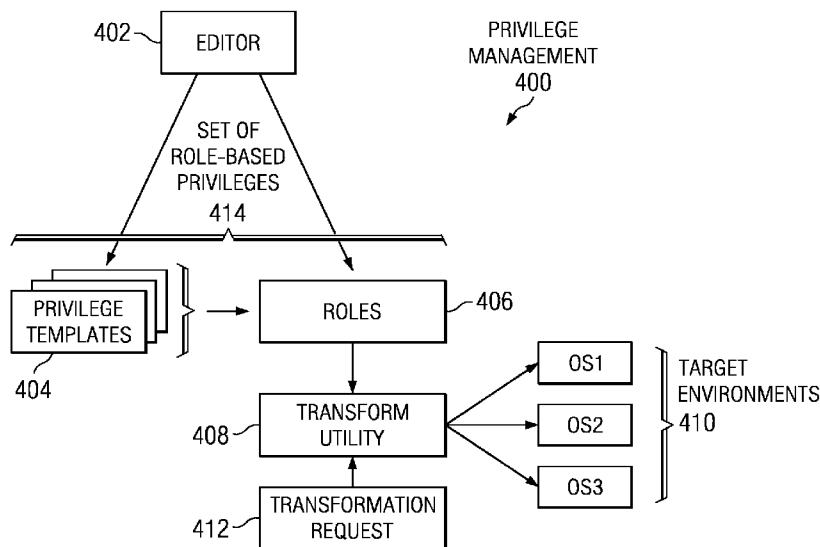 402
EDITOR
PRIVILEGE
MANAGEMENT
400
SET OF
ROLE-BASED
PRIVILEGES
414
PRIVILEGE
TEMPLATES
404
ROLES
406
408
TRANSFORM
UTILITY
OS1
OS2
OS3
TARGET
ENVIRONMENTS
410
412
TRANSFORMATION
REQUEST